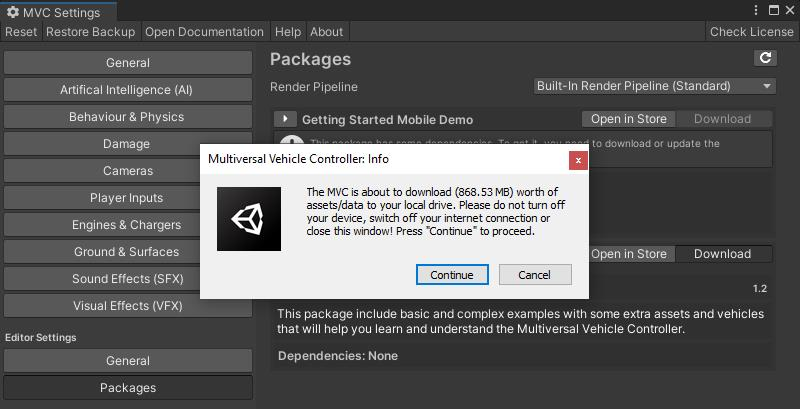 MVC Settings
Reset Restore Backup Open Documentation Help About Check License
General
Artifical Intelligence (AI)
Behaviour & Physics
Damage
Cameras
Player Inputs
Engines & Chargers
Ground & Surfaces
Sound Effects (SFX)
Visual Effects (VFX)
Editor Settings
General
Packages
Packages
Render Pipeline Built-In Render Pipeline (Standard)
Getting Started Mobile Demo Open in Store Download
This package has some dependencies. To get it, you need to download or update the
Multiversal Vehicle Controller: Info
The MVC is about to download (868.53 MB) worth of
assets/data to your local drive. Please do not turn off
your device, switch off your internet connection or
close this window! Press "Continue" to proceed.
Continue Cancel
Open in Store Download
1.2
This package include basic and complex examples with some extra assets and vehicles
that will help you learn and understand the Multiversal Vehicle Controller.
Dependencies: None